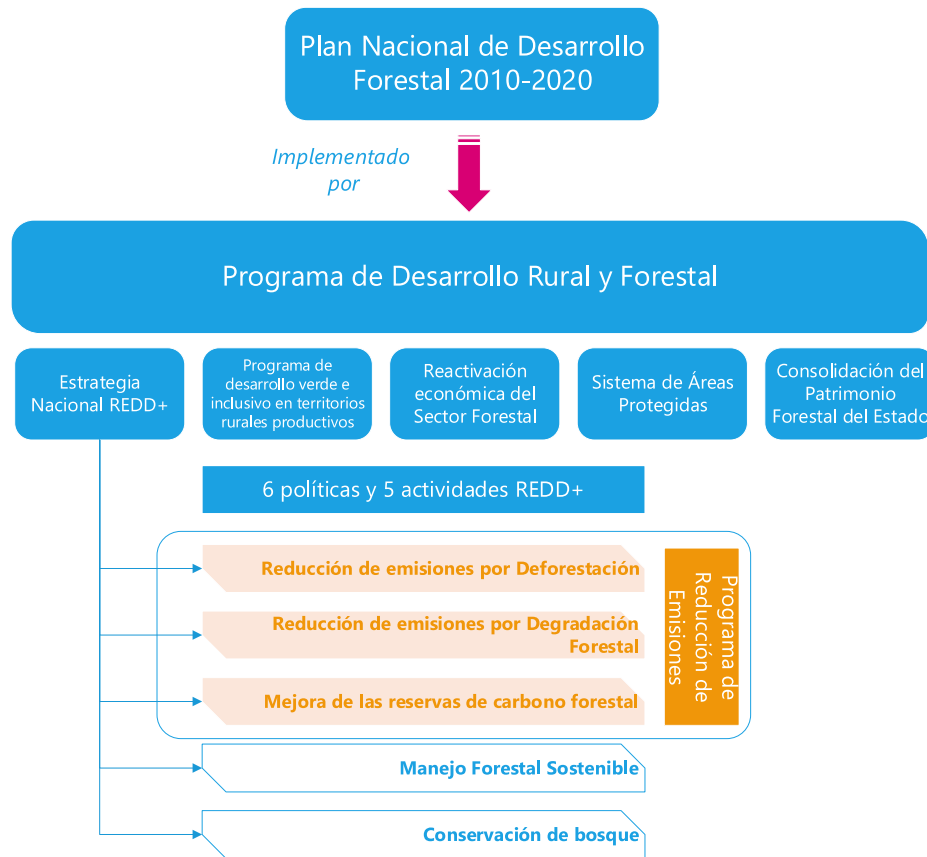 Plan Nacional de Desarrollo
Forestal 2010-2020
Implementado
por
Programa de Desarrollo Rural y Forestal
Estrategia
Nacional REDD+
Programa de
desarrollo verde e
inclusivo en territorios
rurales productivos
Reactivación
económica del
Sector Forestal
Sistema de Áreas
Protegidas
Consolidación del
Patrimonio
Forestal del Estado
6 políticas y 5 actividades REDD+
Reducción de emisiones por Deforestación
Reducción de emisiones por Degradación
Forestal
Mejora de las reservas de carbono forestal
Programa de
Reducción de
Emisiones
Manejo Forestal Sostenible
Conservación de bosque